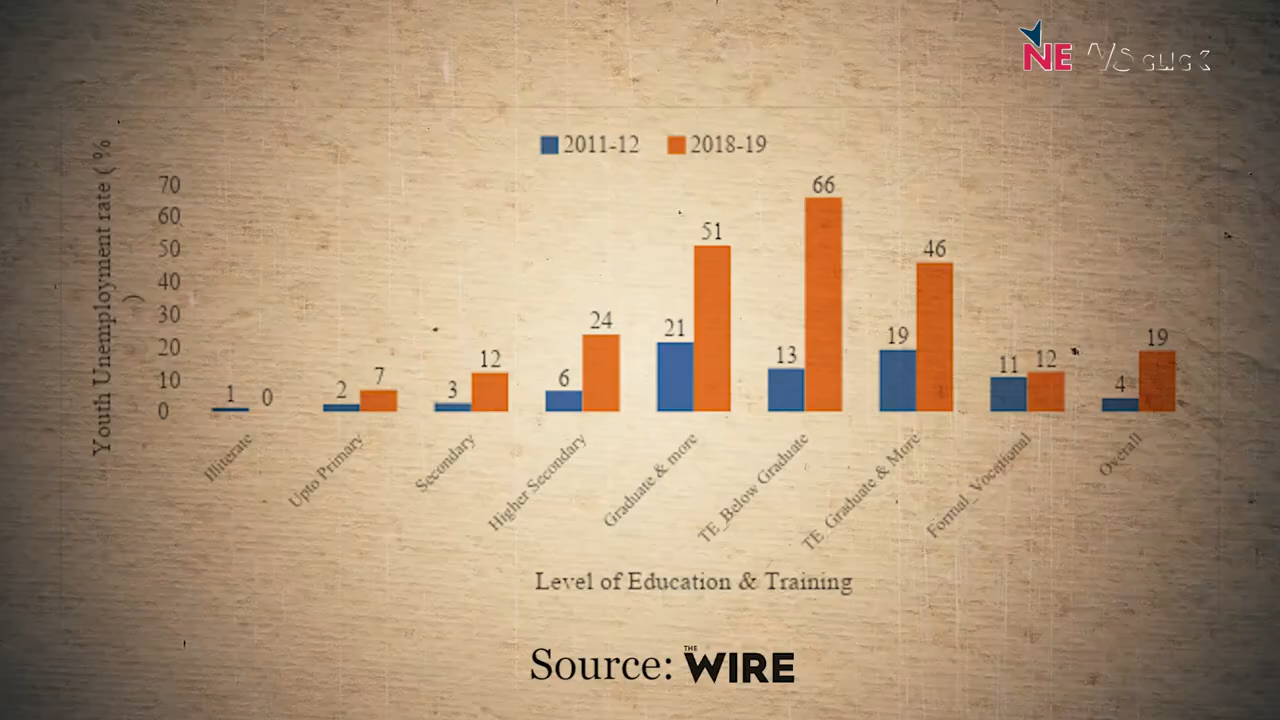 NE
2011-12 2018-19
Youth Unemployment rate ( %
)
70
60
50
40
30
20
10
0
1 0
2 7
3 12
6 24
21 51
13 66
19 46
11 12
4 19
Illiterate
Upto Primary
Secondary
Higher Secondary
Graduate & more
TE_Below Graduate
TE_Graduate & More
Formal_Vocational
Overall
Level of Education & Training
Source: THE WIRE